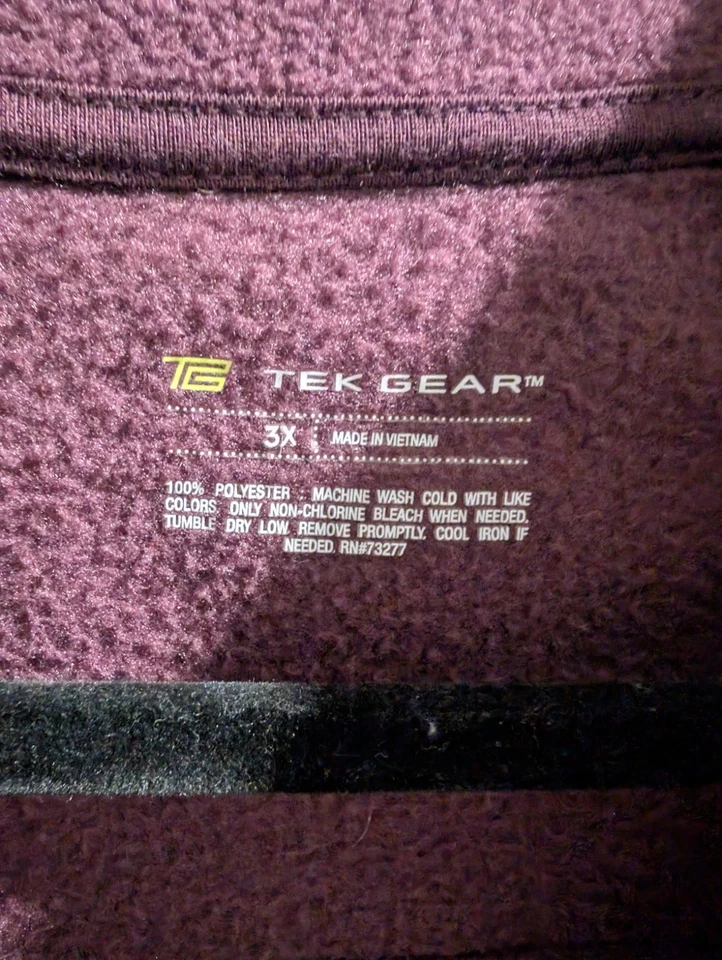 TG TEK GEAR™
3X MADE IN VIETNAM
100% POLYESTER : MACHINE WASH COLD WITH LIKE
COLORS. ONLY NON-CHLORINE BLEACH WHEN NEEDED.
TUMBLE DRY LOW. REMOVE PROMPTLY. COOL IRON IF
NEEDED. RN#73277